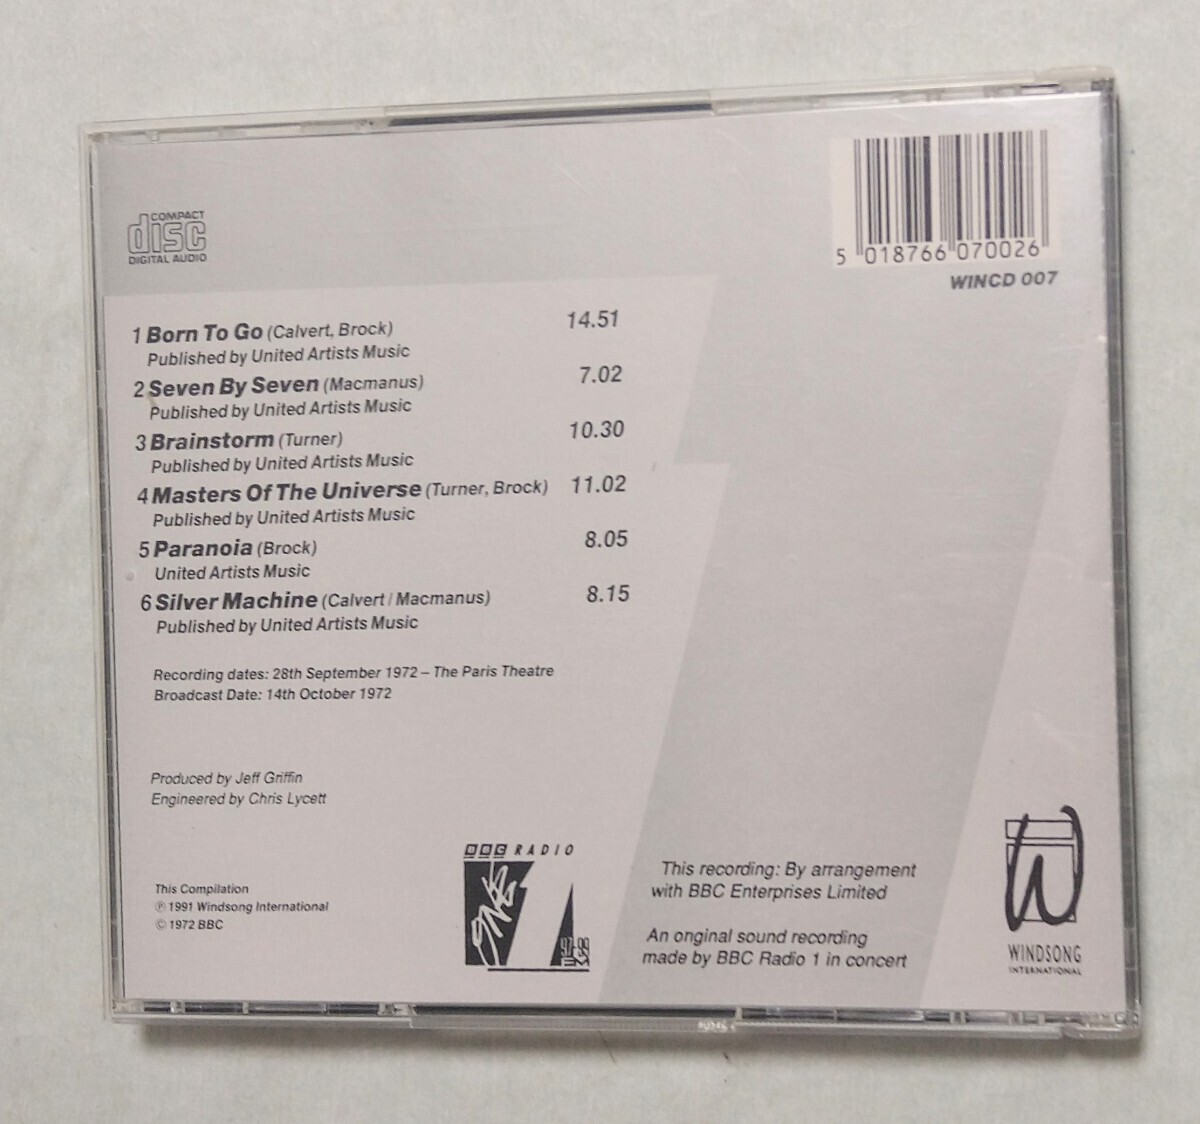 COMPACT
disc
DIGITAL AUDIO
5 018766 070026
WINCD 007
1 Born To Go (Calvert, Brock) 14.51
Published by United Artists Music
2 Seven By Seven (Macmanus) 7.02
Published by United Artists Music
3 Brainstorm (Turner) 10.30
Published by United Artists Music
4 Masters Of The Universe (Turner, Brock) 11.02
Published by United Artists Music
5 Paranoia (Brock) 8.05
United Artists Music
6 Silver Machine (Calvert / Macmanus) 8.15
Published by United Artists Music
Recording dates: 28th September 1972 – The Paris Theatre
Broadcast Date: 14th October 1972
Produced by Jeff Griffin
Engineered by Chris Lycett
This Compilation
℗ 1991 Windsong International
© 1972 BBC
BBC RADIO
ONE 1
97–99
FM
This recording: By arrangement
with BBC Enterprises Limited
An original sound recording
made by BBC Radio 1 in concert
W
WINDSONG
INTERNATIONAL